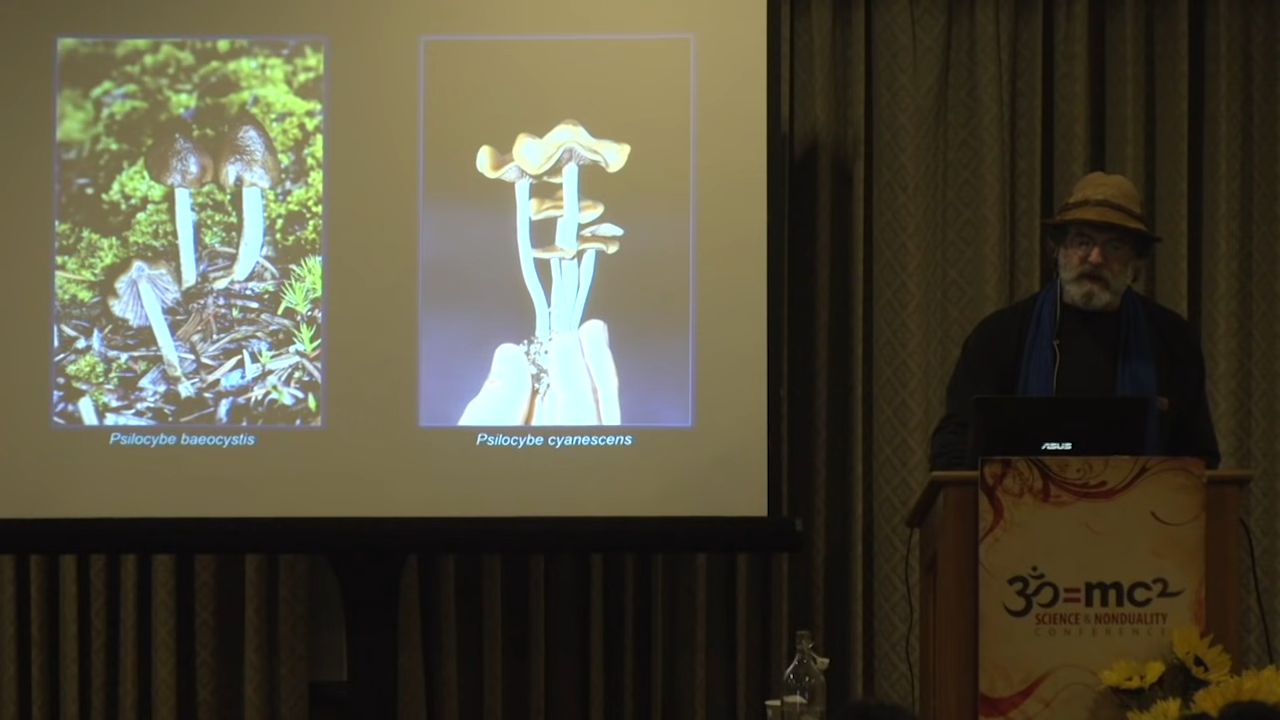 Psilocybe baeocystis
Psilocybe cyanescens
ASUS
ॐ=mc2
SCIENCE & NONDUALITY
CONFERENCE